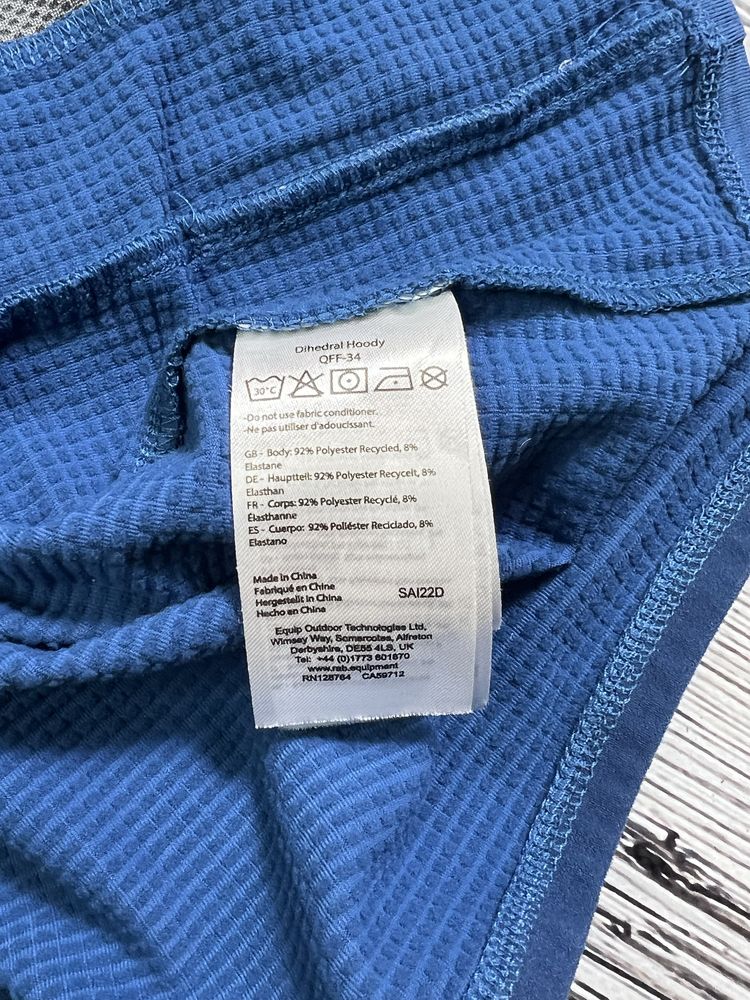 Dihedral Hoody
QFF-34
30°C
-Do not use fabric conditioner.
-Ne pas utiliser d'adoucissant.
GB - Body: 92% Polyester Recycled, 8%
Elastane
DE - Hauptteil: 92% Polyester Recycelt, 8%
Elasthan
FR - Corps: 92% Polyester Recyclé, 8%
Élasthanne
ES - Cuerpo: 92% Poliéster Reciclado, 8%
Elastano
Made in China
Fabriqué en Chine
Hergestellt in China
Hecho en China
SAI22D
Equip Outdoor Technologies Ltd,
Wimsey Way, Somercotes, Alfreton
Derbyshire, DE55 4LS, UK
Tel: +44 (0)1773 601870
www.rab.equipment
RN128764 CA59712